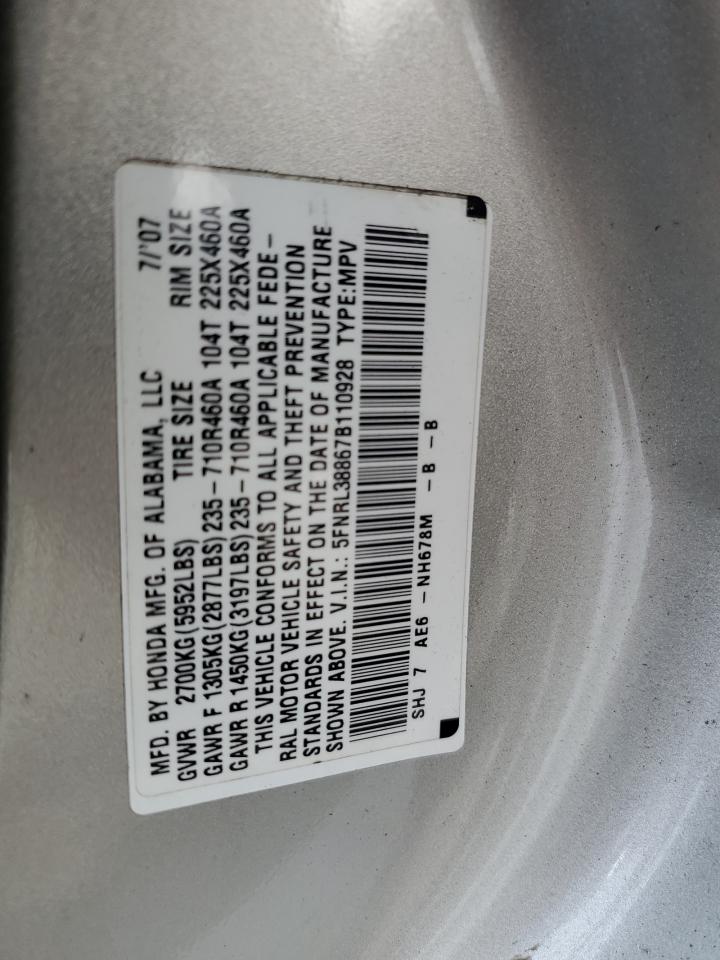 MFD. BY HONDA MFG. OF ALABAMA, LLC 7/'07
GVWR 2700KG(5952LBS) TIRE SIZE RIM SIZE
GAWR F 1305KG(2877LBS)235-710R460A 104T 225X460A
GAWR R 1450KG(3197LBS)235-710R460A 104T 225X460A
THIS VEHICLE CONFORMS TO ALL APPLICABLE FEDE-
RAL MOTOR VEHICLE SAFETY AND THEFT PREVENTION
STANDARDS IN EFFECT ON THE DATE OF MANUFACTURE
SHOWN ABOVE. V.I.N.: 5FNRL38867B110928 TYPE:MPV
SHJ 7 AE6 -NH678M -B -B